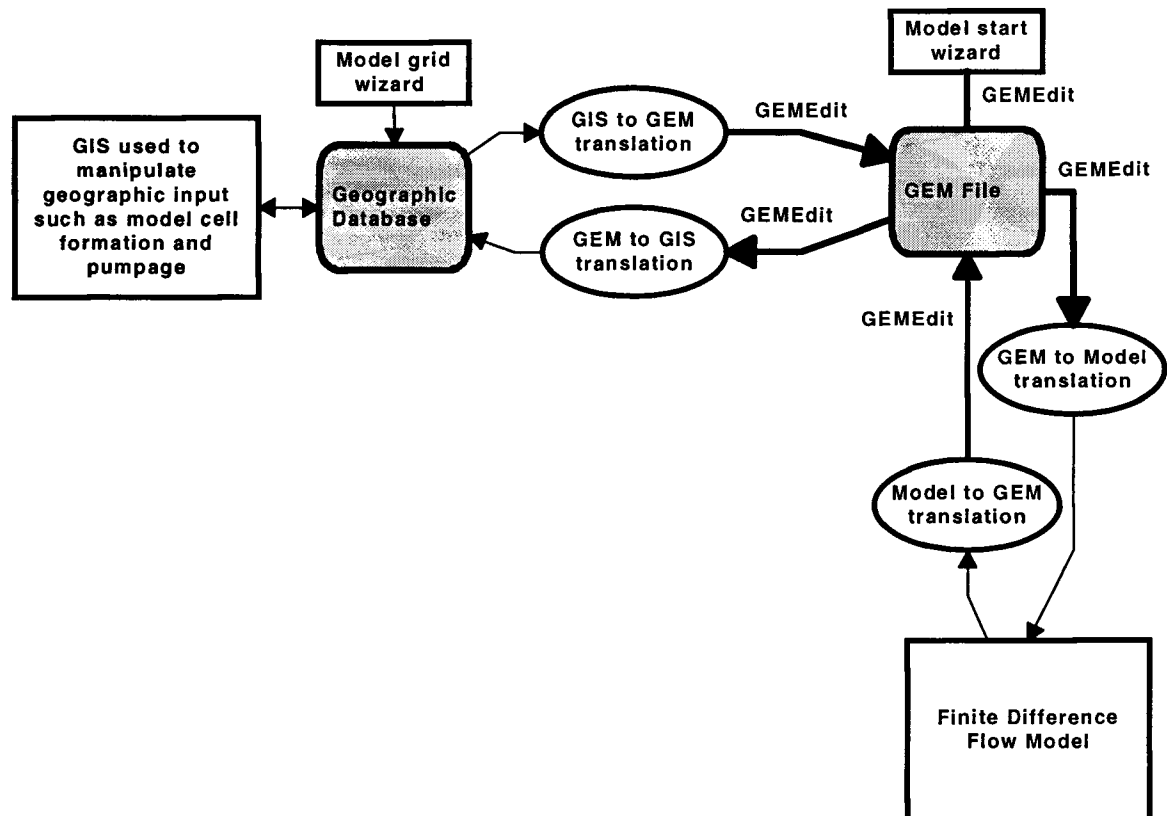 Model start
wizard
GEMEdit
Model grid
wizard
GIS used to
manipulate
geographic input
such as model cell
formation and
pumpage
Geographic
Database
GIS to GEM
translation
GEMEdit
GEM File
GEMEdit
GEM to GIS
translation
GEMEdit
GEMEdit
GEM to Model
translation
Model to GEM
translation
Finite Difference
Flow Model